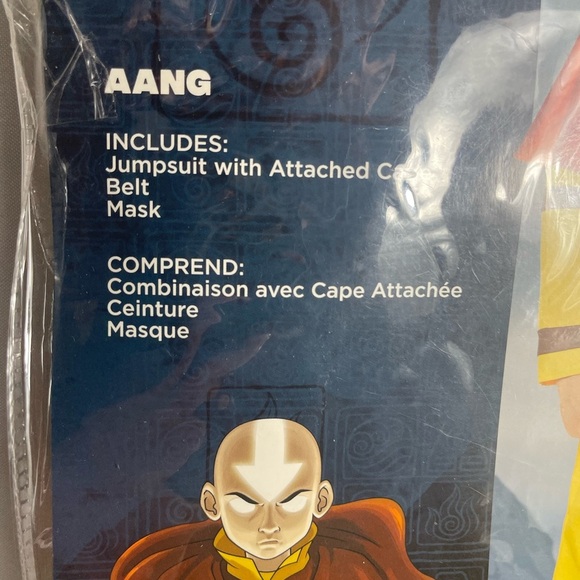 AANG
INCLUDES:
Jumpsuit with Attached
Belt
Mask
COMPREND:
Combinaison avec Cape Attachée
Ceinture
Masque